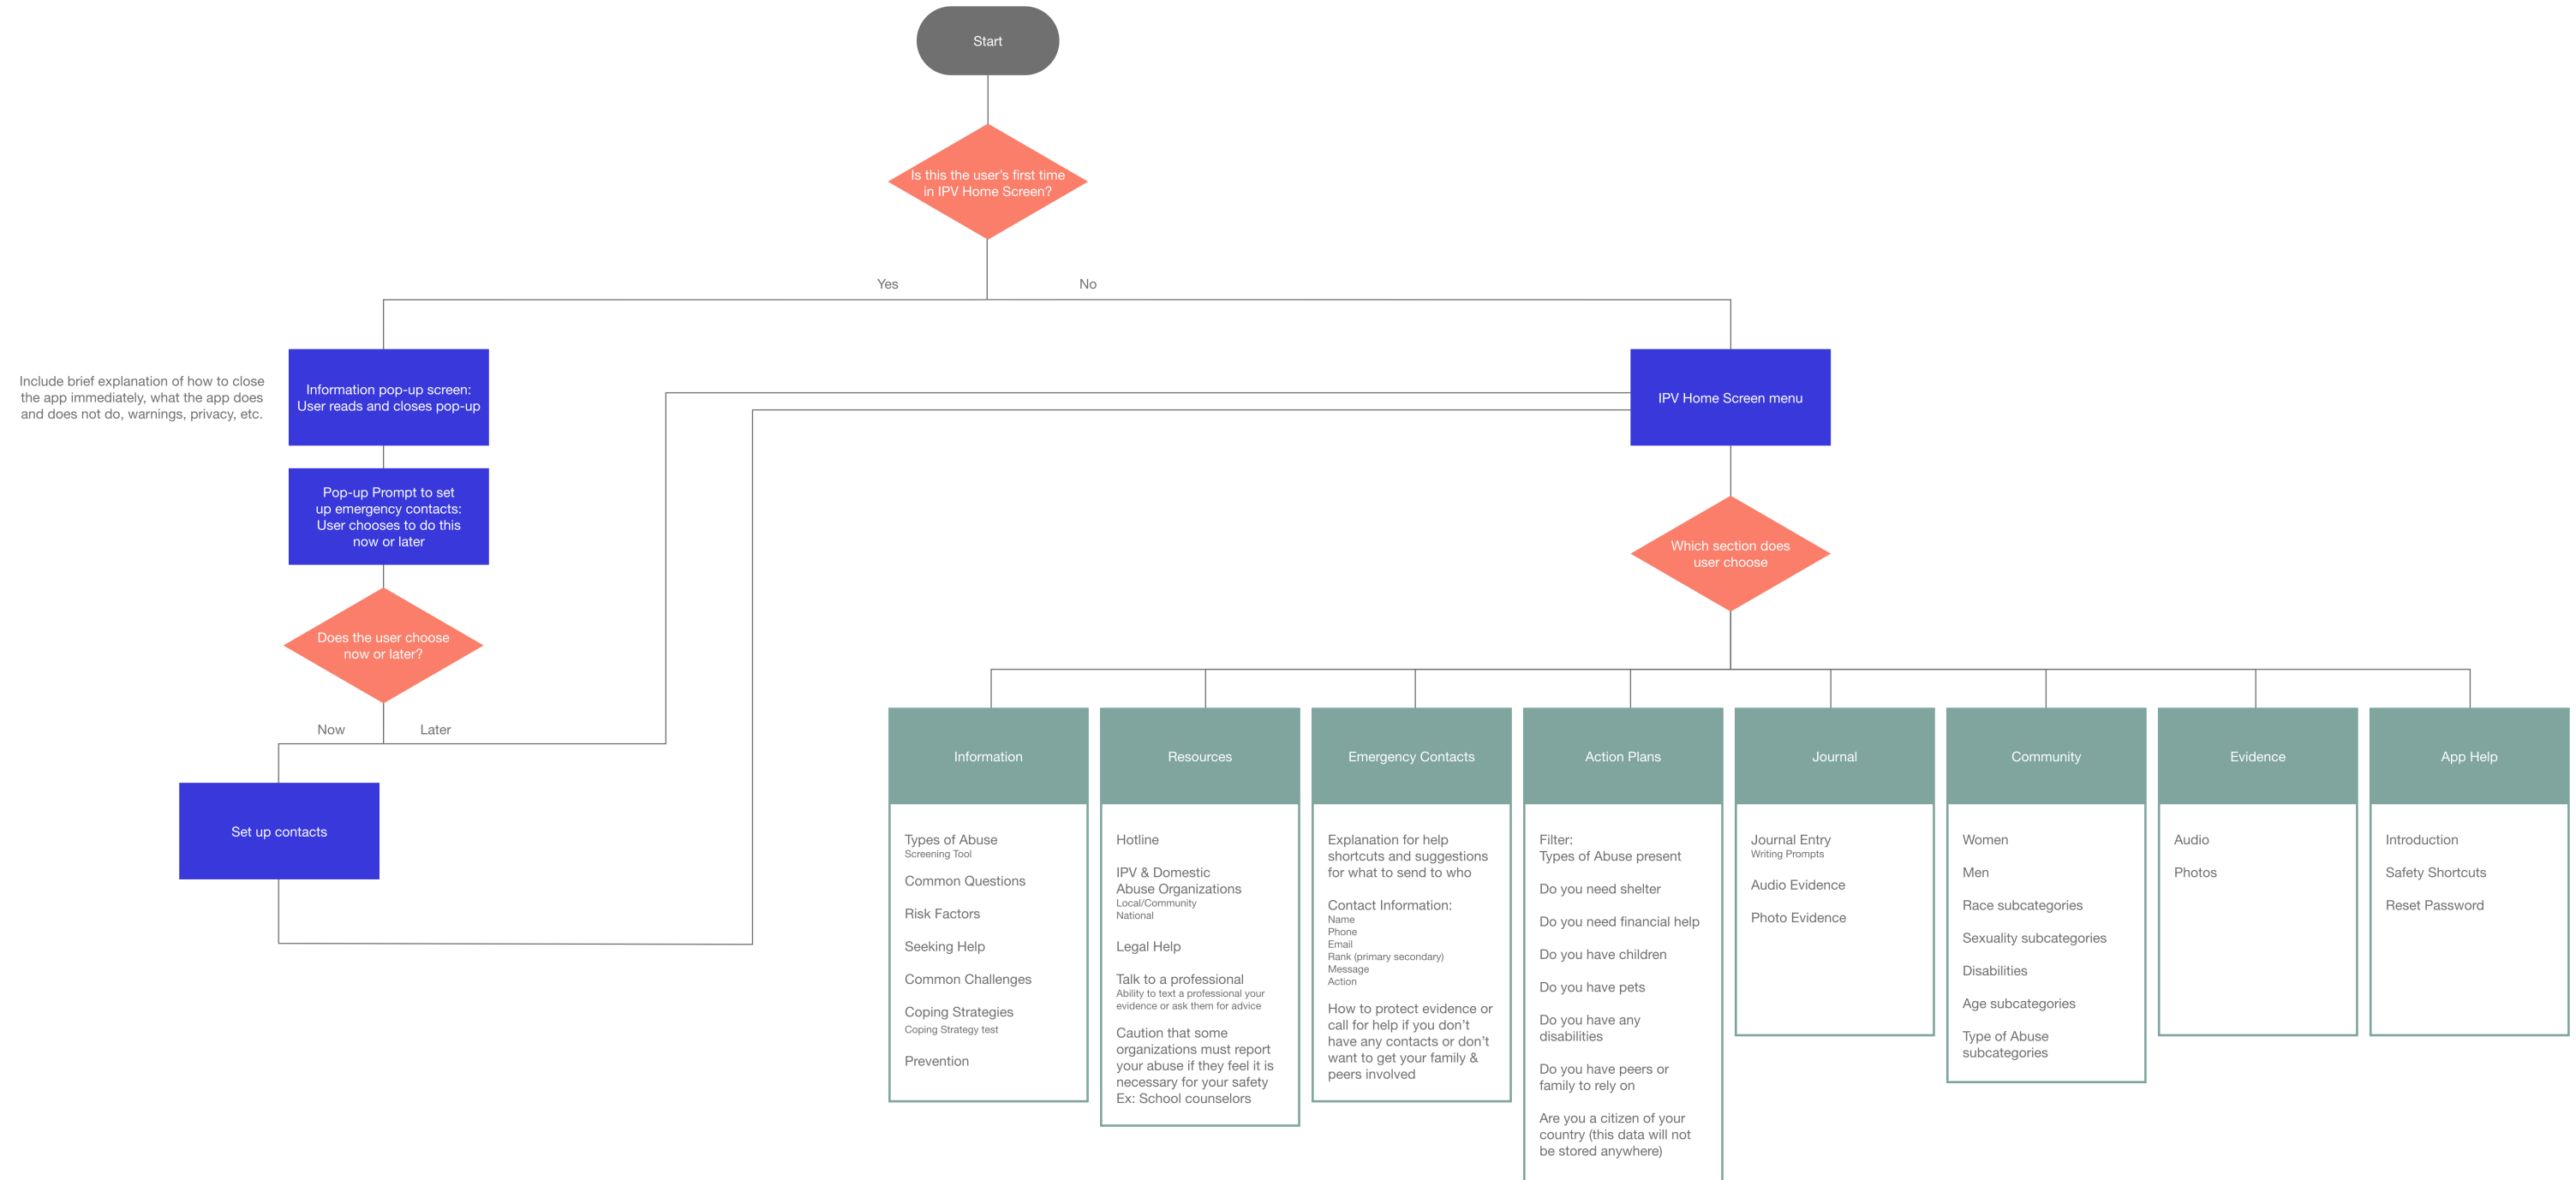 Start
Is this the user’s first time
in IPV Home Screen?
Yes
No
Include brief explanation of how to close
the app immediately, what the app does
and does not do, warnings, privacy, etc.
Information pop-up screen:
User reads and closes pop-up
IPV Home Screen menu
Pop-up Prompt to set
up emergency contacts:
User chooses to do this
now or later
Which section does
user choose
Does the user choose
now or later?
Now
Later
Set up contacts
Information
Types of Abuse
Screening Tool
Common Questions
Risk Factors
Seeking Help
Common Challenges
Coping Strategies
Coping Strategy test
Prevention
Resources
Hotline
IPV & Domestic
Abuse Organizations
Local/Community
National
Legal Help
Talk to a professional
Ability to text a professional your
evidence or ask them for advice
Caution that some
organizations must report
your abuse if they feel it is
necessary for your safety
Ex: School counselors
Emergency Contacts
Explanation for help
shortcuts and suggestions
for what to send to who
Contact Information:
Name
Phone
Email
Rank (primary secondary)
Message
Action
How to protect evidence or
call for help if you don’t
have any contacts or don’t
want to get your family &
peers involved
Action Plans
Filter:
Types of Abuse present
Do you need shelter
Do you need financial help
Do you have children
Do you have pets
Do you have any
disabilities
Do you have peers or
family to rely on
Are you a citizen of your
country (this data will not
be stored anywhere)
Journal
Journal Entry
Writing Prompts
Audio Evidence
Photo Evidence
Community
Women
Men
Race subcategories
Sexuality subcategories
Disabilities
Age subcategories
Type of Abuse
subcategories
Evidence
Audio
Photos
App Help
Introduction
Safety Shortcuts
Reset Password